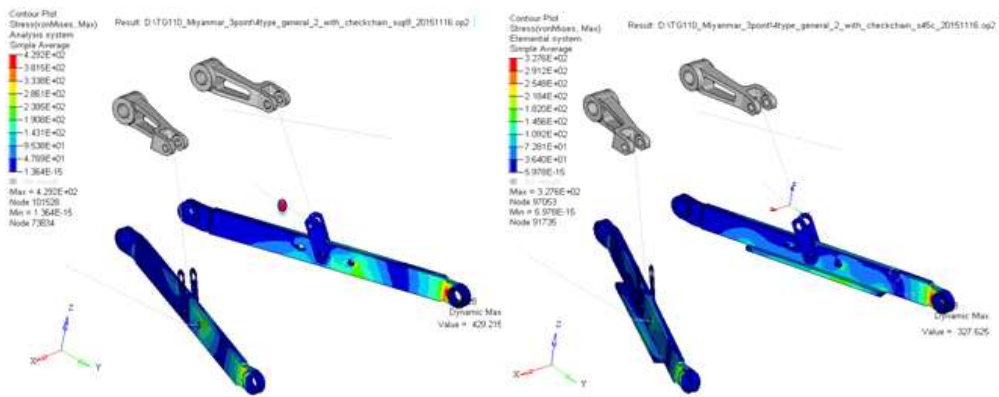 Contour Plot
Stress(vonMises, Max)
Analysis system
Simple Average
4.292E+02
3.815E+02
3.338E+02
2.861E+02
2.385E+02
1.908E+02
1.431E+02
9.538E+01
4.769E+01
1.364E-15
Max = 4.292E+02
Node 101528
Min = 1.364E-15
Node 73834
Result: D:\TG110_Miyanmar_3point\4type_general_2_with_checkchain_sup9_20151116.op2
Dynamic Max
Value = 429.215
Z
X
Y
Contour Plot
Stress(vonMises, Max)
Elemental system
Simple Average
3.276E+02
2.912E+02
2.548E+02
2.184E+02
1.820E+02
1.456E+02
1.092E+02
7.281E+01
3.640E+01
5.978E-15
Max = 3.276E+02
Node 97053
Min = 5.978E-15
Node 91735
Result: D:\TG110_Miyanmar_3point\4type_general_2_with_checkchain_s45c_20151116.op2
Z
Dynamic Max
Value = 327.625
Z
X
Y